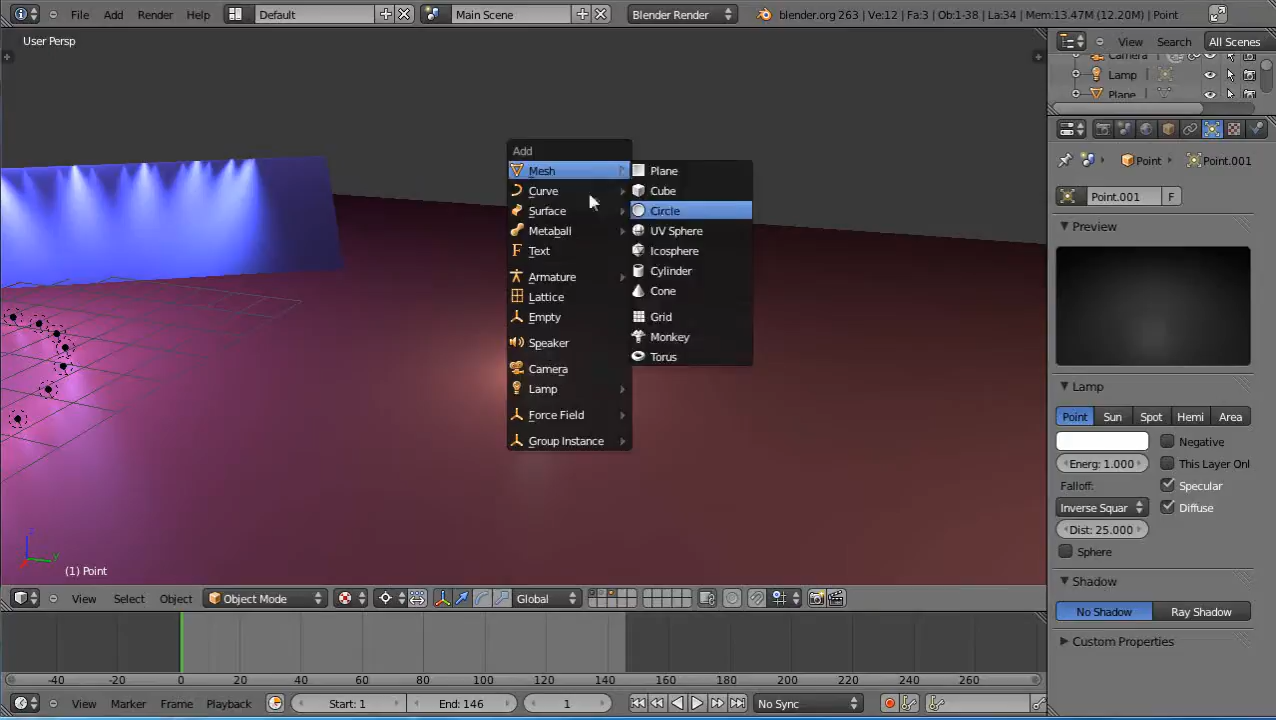 File Add Render Help Default Main Scene Blender Render blender.org 263 | Ve:12 | Fa:3 | Ob:1-38 | La:34 | Mem:13.47M (12.20M) | Point
User Persp
View Search All Scenes
Camera
Lamp
Plane
Point Point.001
Point.001 F
Preview
Lamp
Point Sun Spot Hemi Area
Negative
Energ: 1.000 This Layer Onl
Falloff: Specular
Inverse Squar Diffuse
Dist: 25.000
Sphere
Shadow
No Shadow Ray Shadow
Custom Properties
Add
Mesh
Curve
Surface
Metaball
Text
Armature
Lattice
Empty
Speaker
Camera
Lamp
Force Field
Group Instance
Plane
Cube
Circle
UV Sphere
Icosphere
Cylinder
Cone
Grid
Monkey
Torus
z
y
(1) Point
View Select Object Object Mode Global
-40 -20 0 20 40 60 80 100 120 140 160 180 200 220 240 260
View Marker Frame Playback Start: 1 End: 146 1 No Sync